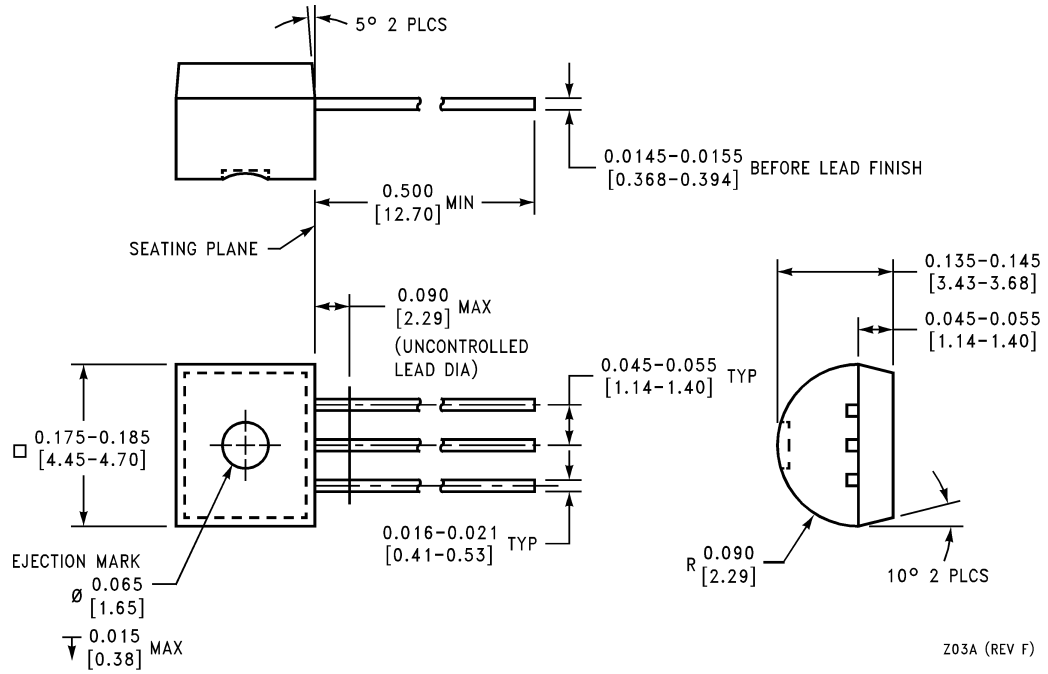 5° 2 PLCS
0.0145-0.0155
[0.368-0.394]
BEFORE LEAD FINISH
0.500
[12.70]
MIN
SEATING PLANE
0.090
[2.29]
MAX
(UNCONTROLLED
LEAD DIA)
0.135-0.145
[3.43-3.68]
0.045-0.055
[1.14-1.40]
0.045-0.055
[1.14-1.40]
TYP
0.175-0.185
[4.45-4.70]
0.016-0.021
[0.41-0.53]
TYP
EJECTION MARK
Ø 0.065
[1.65]
0.015
[0.38]
MAX
R 0.090
[2.29]
10° 2 PLCS
Z03A (REV F)